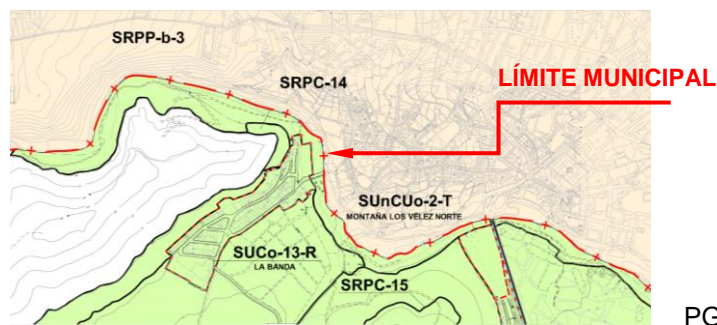 SRPP-b-3
SRPC-14
LÍMITE MUNICIPAL
SUnCUo-2-T
MONTAÑA LOS VÉLEZ NORTE
SUCo-13-R
LA BANDA
SRPC-15
PG